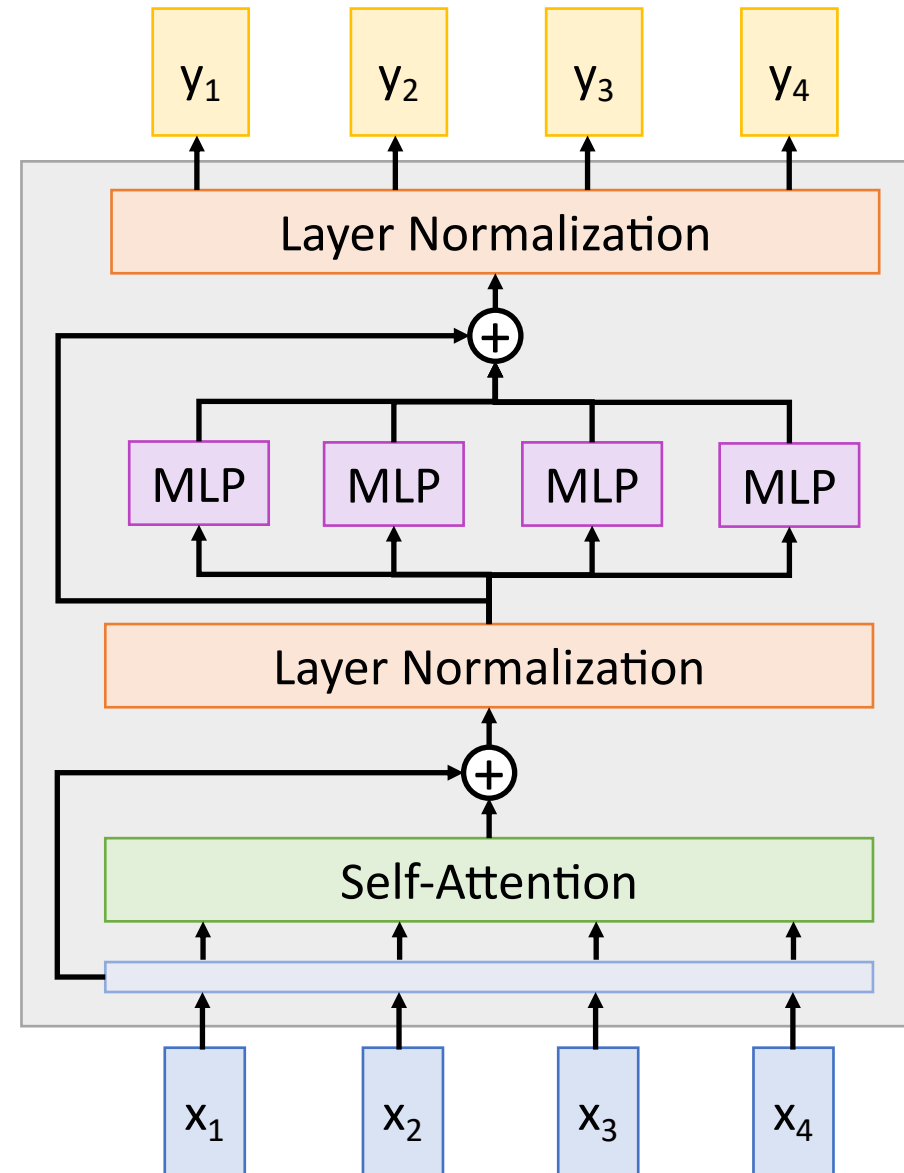 y₁ y₂ y₃ y₄
Layer Normalization
+
MLP MLP MLP MLP
Layer Normalization
+
Self-Attention
x₁ x₂ x₃ x₄